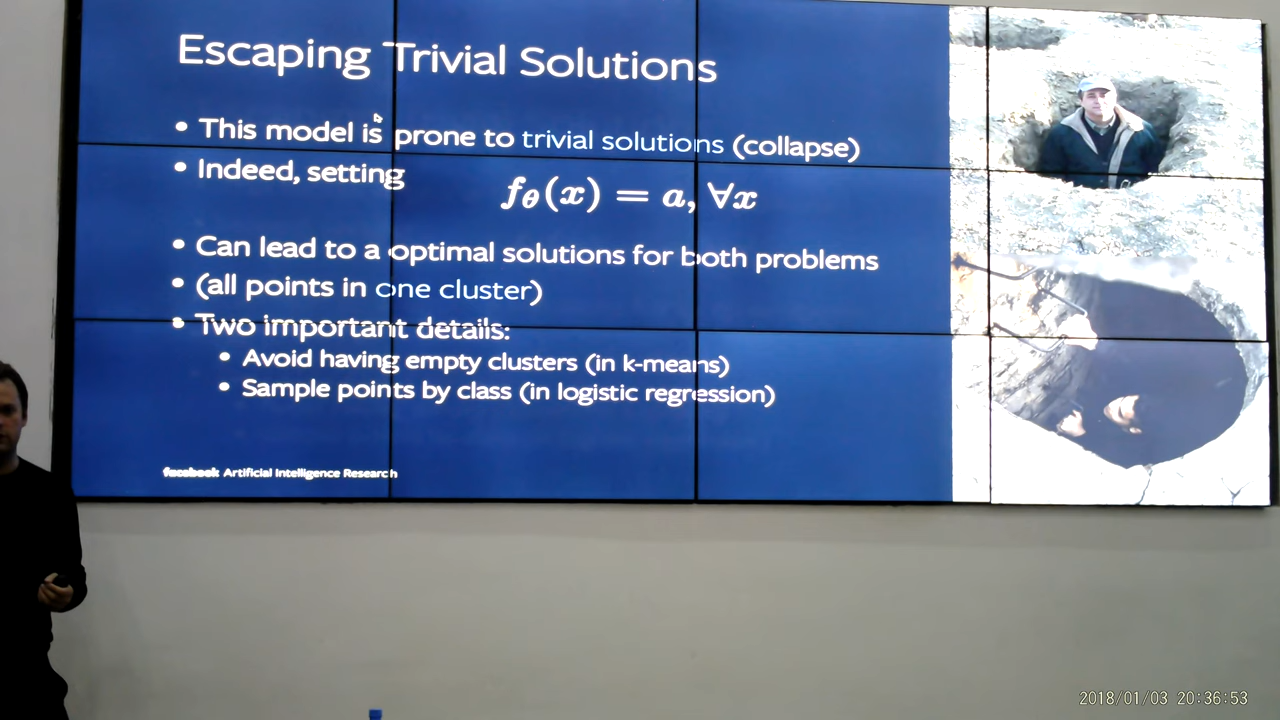 Escaping Trivial Solutions
• This model is prone to trivial solutions (collapse)
• Indeed, setting
fθ(x) = a, ∀x
• Can lead to a optimal solutions for both problems
• (all points in one cluster)
• Two important details:
• Avoid having empty clusters (in k-means)
• Sample points by class (in logistic regression)
facebook Artificial Intelligence Research
2018/01/03 20:36:53